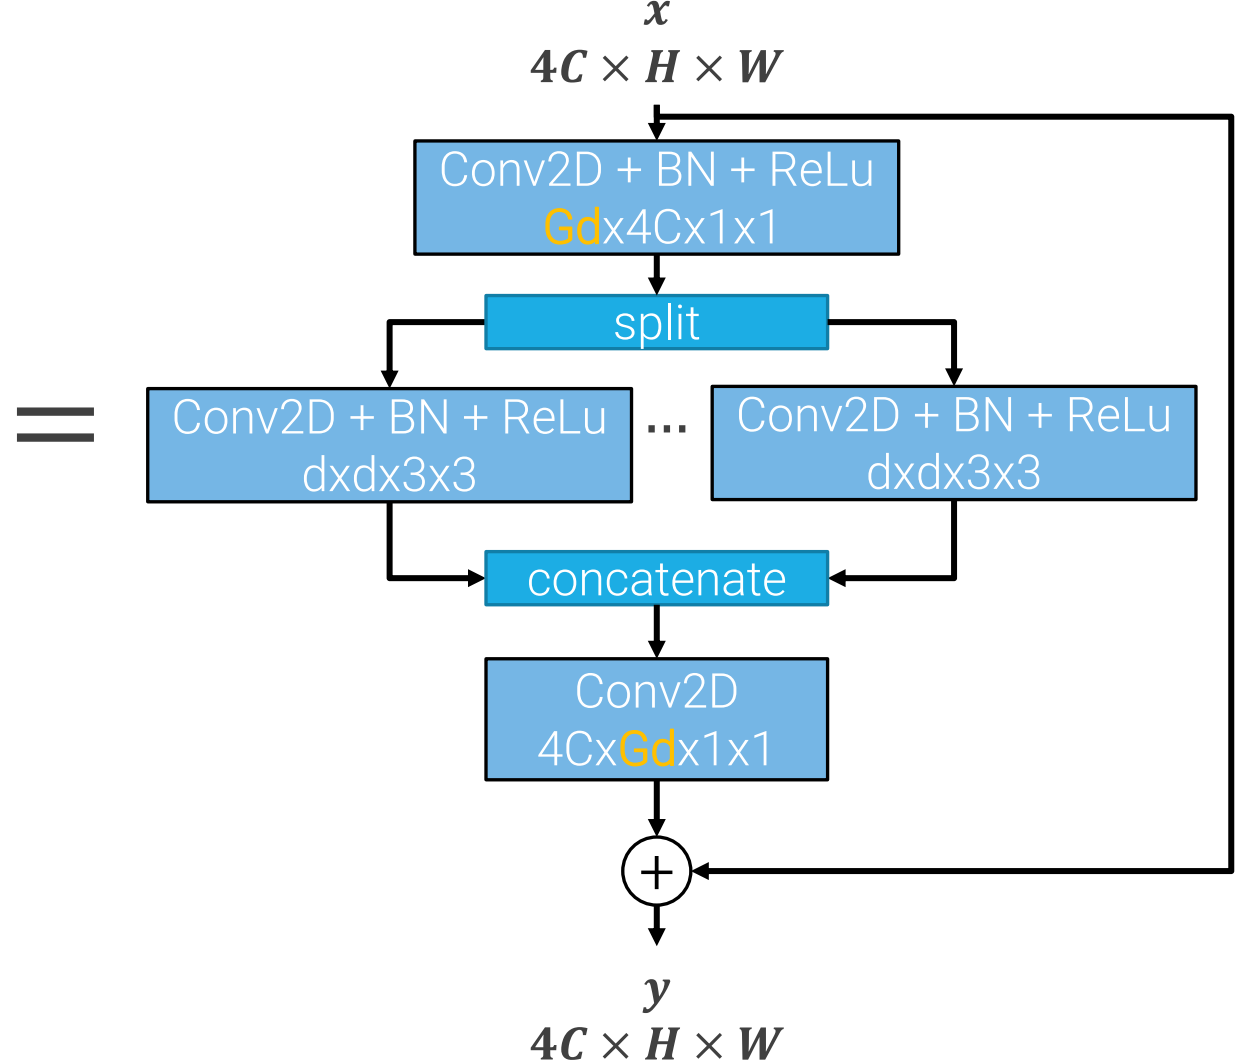 x
4C × H × W
Conv2D + BN + ReLu
Gdx4Cx1x1
split
=
Conv2D + BN + ReLu
dxdx3x3
...
Conv2D + BN + ReLu
dxdx3x3
concatenate
Conv2D
4CxGdx1x1
+
y
4C × H × W